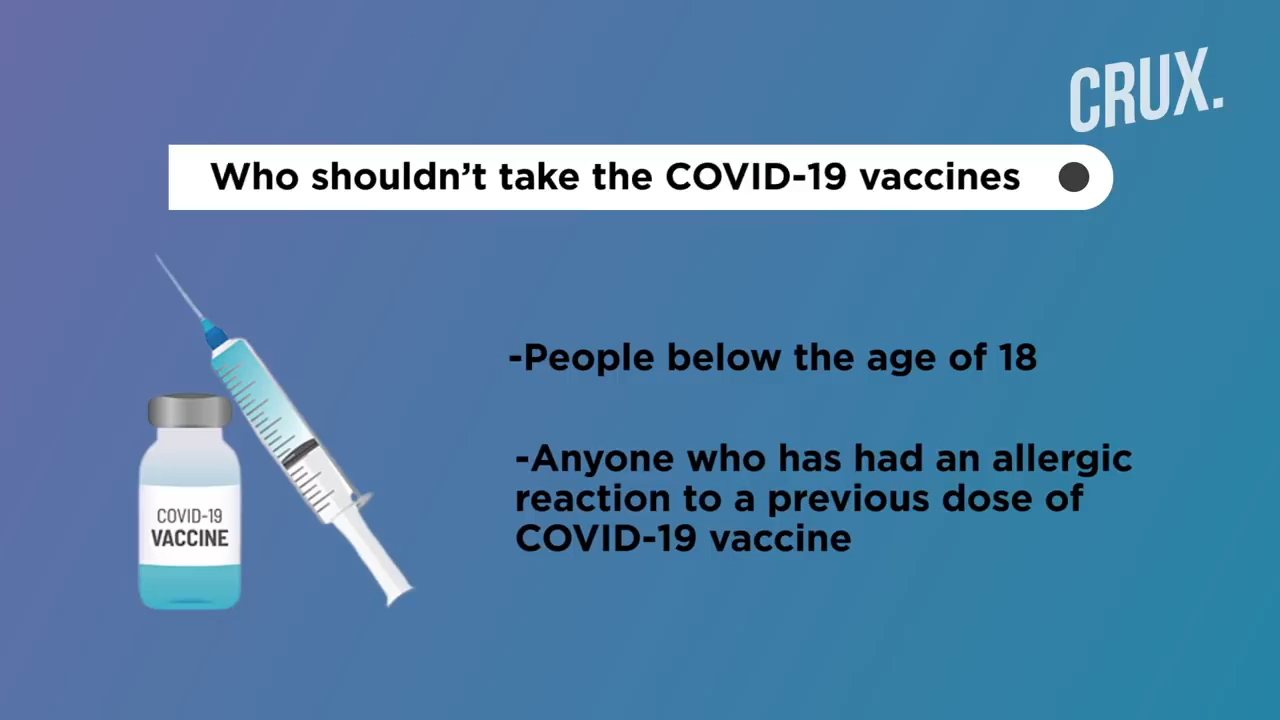 CRUX.
Who shouldn't take the COVID-19 vaccines
-People below the age of 18
-Anyone who has had an allergic
reaction to a previous dose of
COVID-19 vaccine
COVID-19
VACCINE